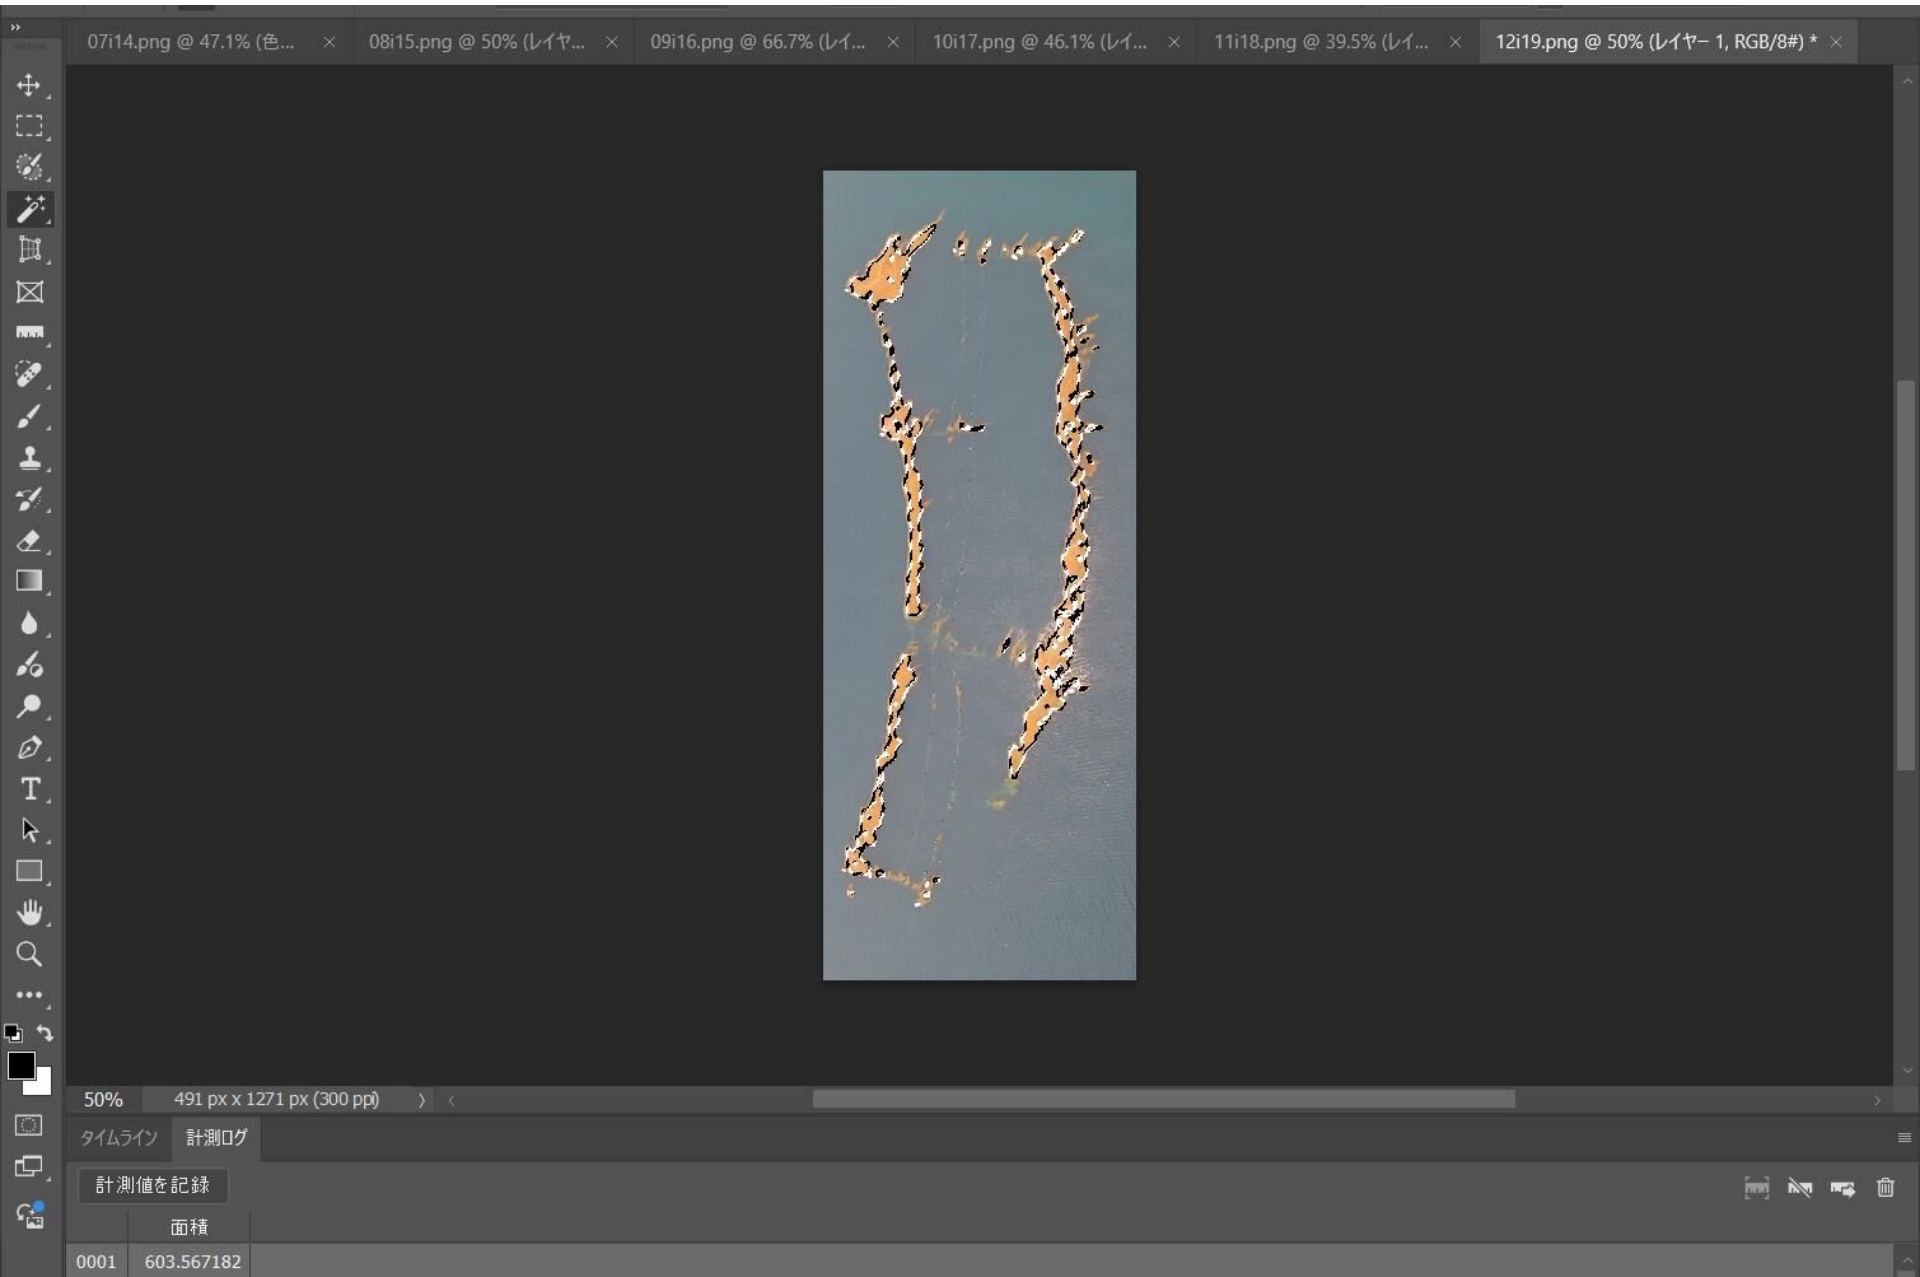 07i14.png @ 47.1% (色...
08i15.png @ 50% (レイヤ...
09i16.png @ 66.7% (レイ...
10i17.png @ 46.1% (レイ...
11i18.png @ 39.5% (レイ...
12i19.png @ 50% (レイヤー 1, RGB/8#) *
50%
491 px x 1271 px (300 ppi)
タイムライン
計測ログ
計測値を記録
面積
0001
603.567182